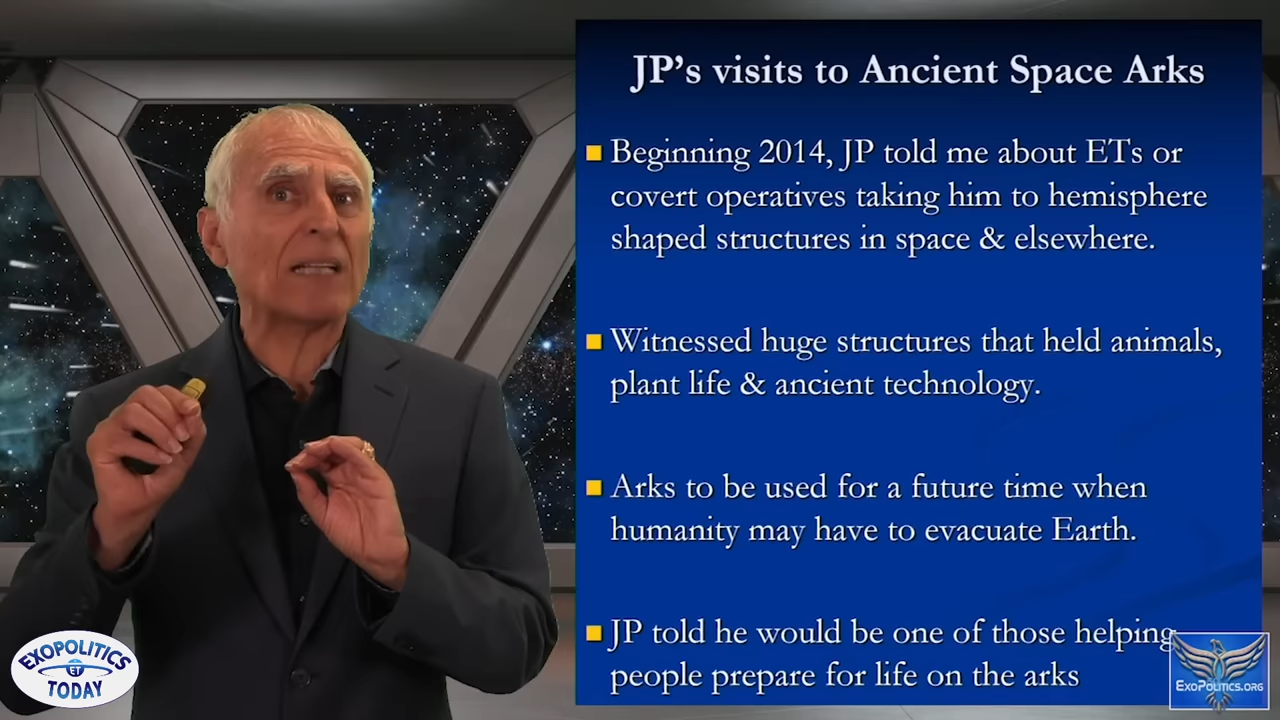 JP's visits to Ancient Space Arks
Beginning 2014, JP told me about ETs or
covert operatives taking him to hemisphere
shaped structures in space & elsewhere.
Witnessed huge structures that held animals,
plant life & ancient technology.
Arks to be used for a future time when
humanity may have to evacuate Earth.
JP told he would be one of those helping
people prepare for life on the arks
EXOPOLITICS
ET
TODAY
EXOPOLITICS.ORG